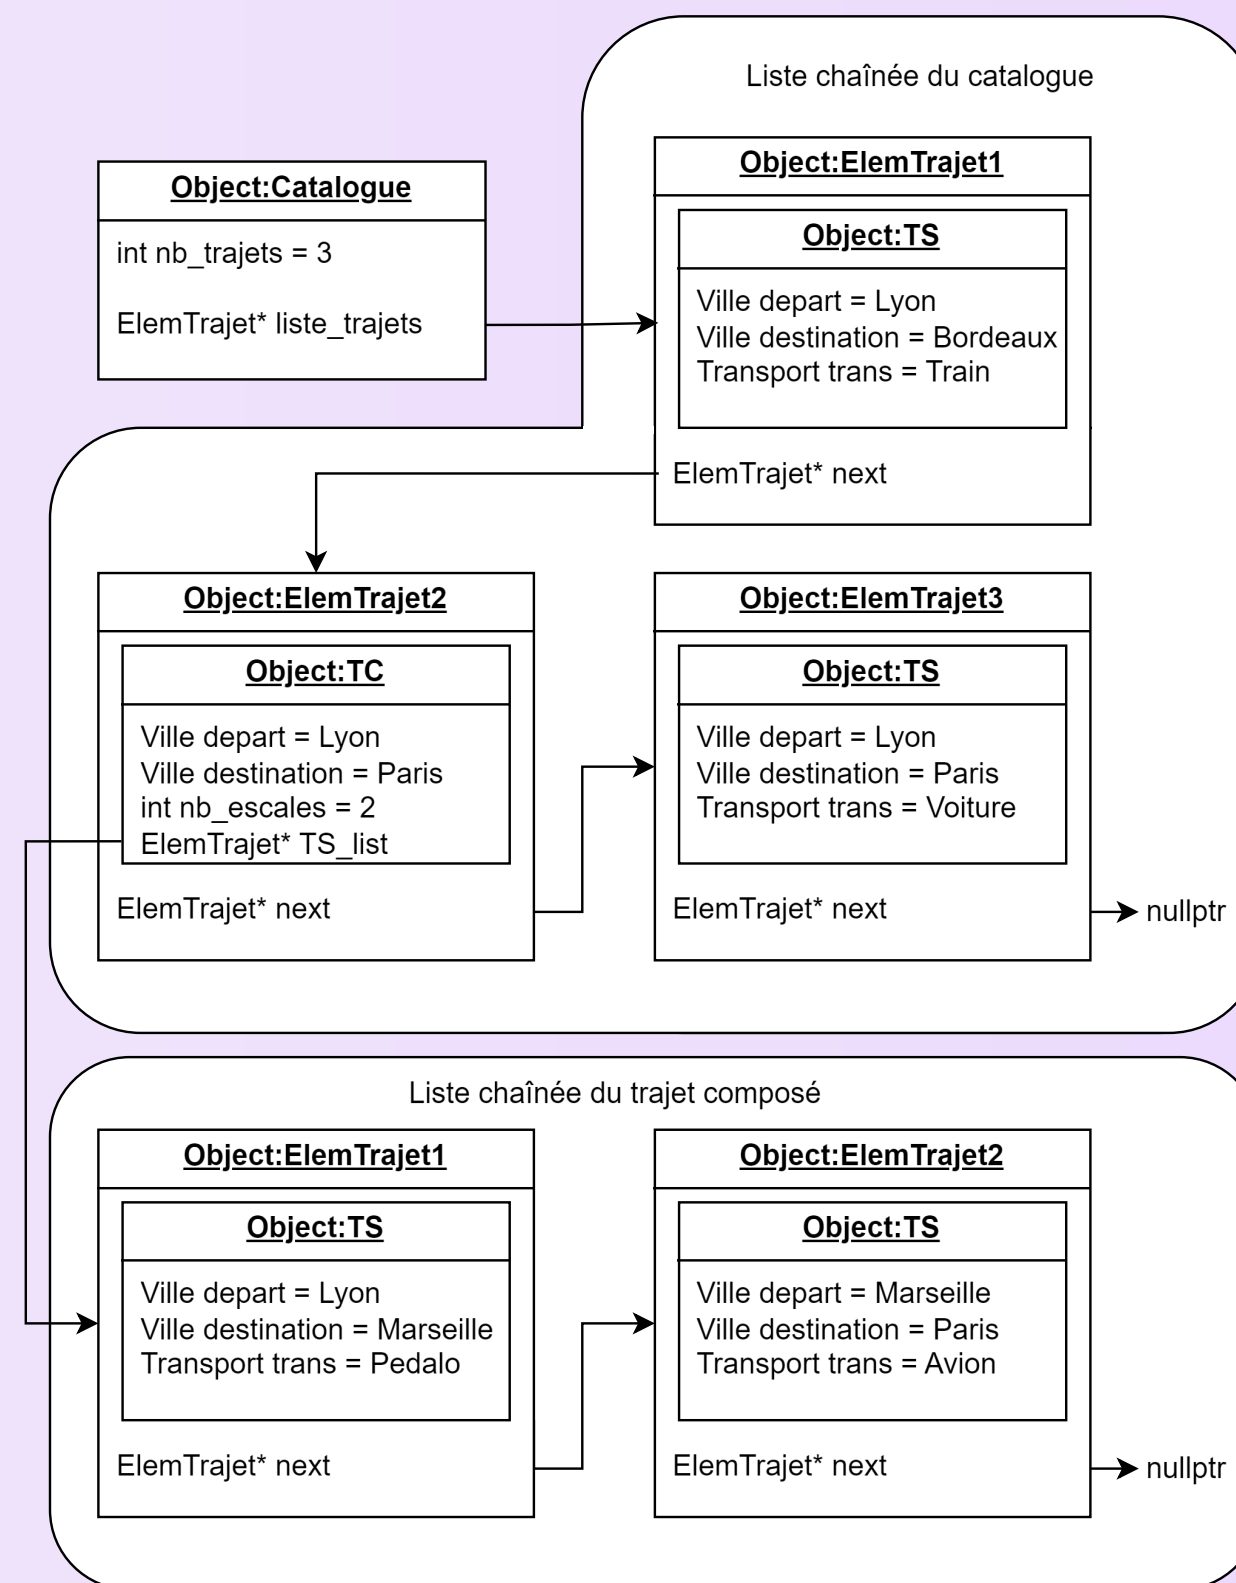 Liste chaînée du catalogue
Object:Catalogue
int nb_trajets = 3
ElemTrajet* liste_trajets
Object:ElemTrajet1
Object:TS
Ville depart = Lyon
Ville destination = Bordeaux
Transport trans = Train
ElemTrajet* next
Object:ElemTrajet2
Object:TC
Ville depart = Lyon
Ville destination = Paris
int nb_escales = 2
ElemTrajet* TS_list
ElemTrajet* next
Object:ElemTrajet3
Object:TS
Ville depart = Lyon
Ville destination = Paris
Transport trans = Voiture
ElemTrajet* next
nullptr
Liste chaînée du trajet composé
Object:ElemTrajet1
Object:TS
Ville depart = Lyon
Ville destination = Marseille
Transport trans = Pedalo
ElemTrajet* next
Object:ElemTrajet2
Object:TS
Ville depart = Marseille
Ville destination = Paris
Transport trans = Avion
ElemTrajet* next
nullptr